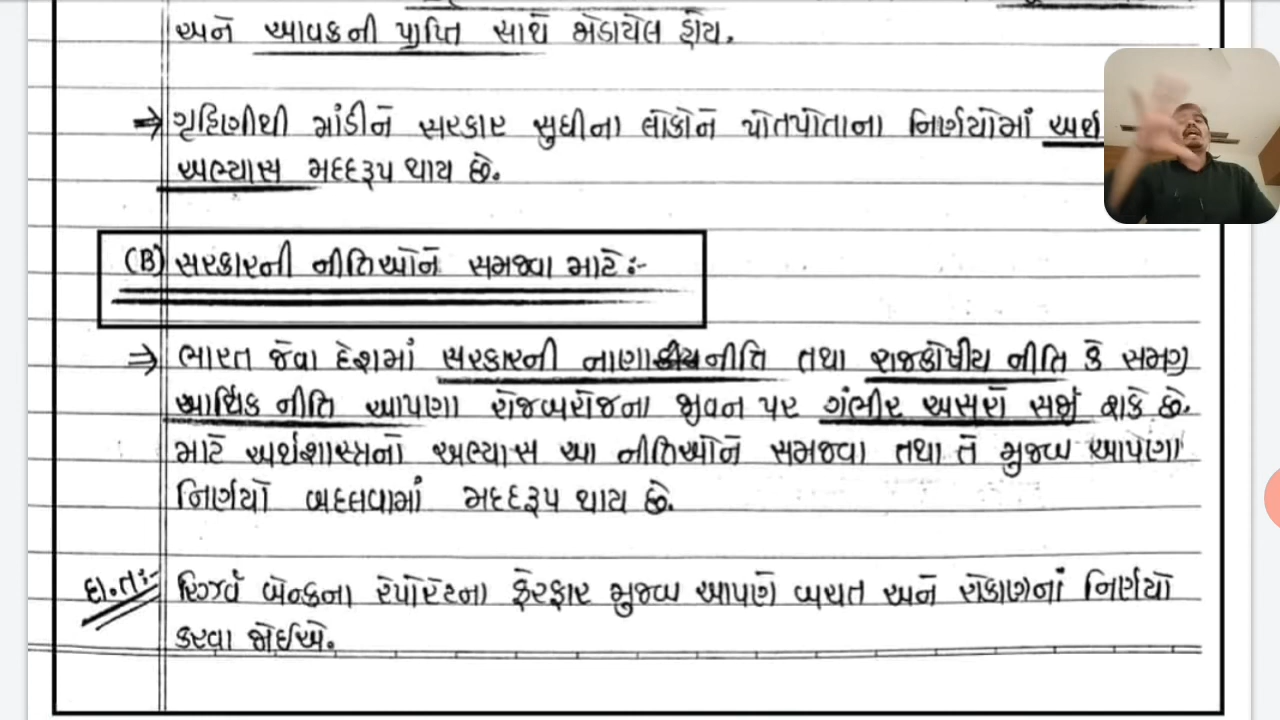 અને આવકની પ્રાપ્તિ સાથે જોડાયેલ હોય.
⇒ ગૃહિણીથી માંડીને સરકાર સુધીના લોકોને પોતપોતાના નિર્ણયોમાં અર્થ
અભ્યાસ મદદરૂપ થાય છે.
(B) સરકારની નીતિઓને સમજવા માટે:-
⇒ ભારત જેવા દેશમાં સરકારની નાણાનીતિ તથા રાજકોષીય નીતિ કે સમગ્ર
આર્થિક નીતિ આપણા રોજબરોજના જીવન પર ગંભીર અસરો સર્જી શકે છે.
માટે અર્થશાસ્ત્રનો અભ્યાસ આ નીતિઓને સમજવા તથા તે મુજબ આપણા
નિર્ણયો બદલવામાં મદદરૂપ થાય છે.
દા.ત:- રિઝર્વ બેન્કના રેપોરેટના ફેરફાર મુજબ આપણે બચત અને રોકાણનાં નિર્ણયો
કરવા જોઈએ.